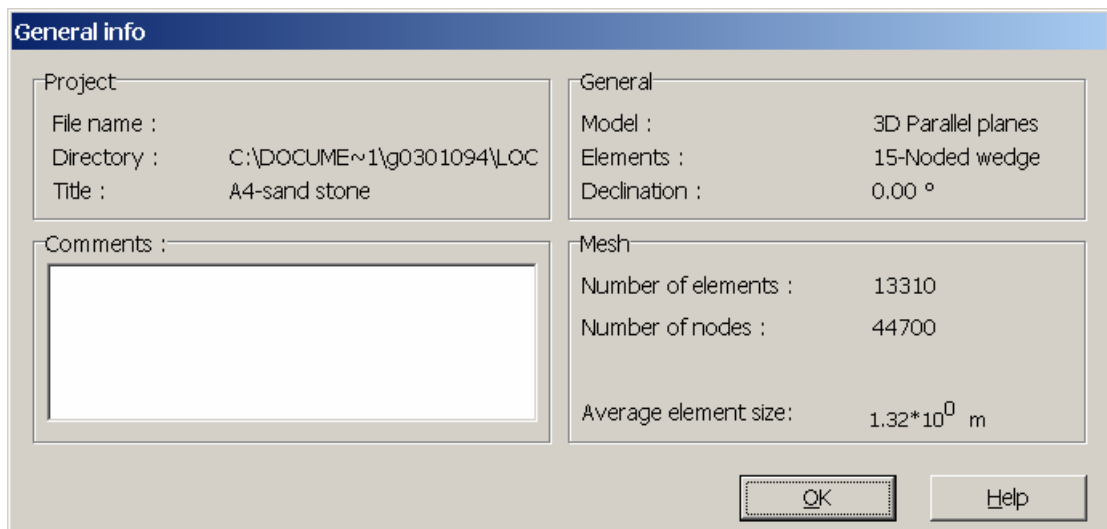 General info
Project
File name :
Directory : C:\DOCUME~1\g0301094\LOC
Title : A4-sand stone
Comments :
General
Model : 3D Parallel planes
Elements : 15-Noded wedge
Declination : 0.00 °
Mesh
Number of elements : 13310
Number of nodes : 44700
Average element size: 1.32*10⁰ m
OK
Help